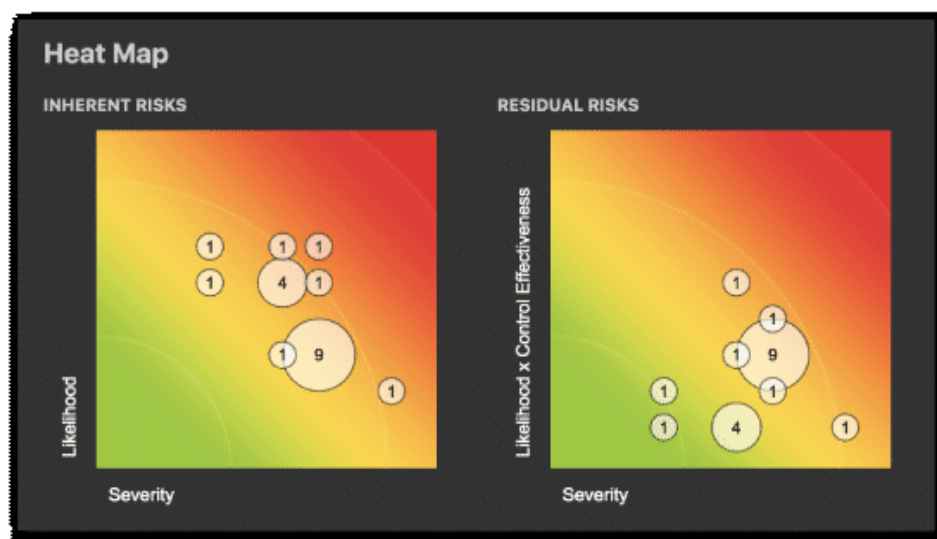 Heat Map
INHERENT RISKS
Likelihood
1
1
1
1
4
1
1
9
1
Severity
RESIDUAL RISKS
Likelihood x Control Effectiveness
1
1
1
9
1
1
1
4
1
Severity